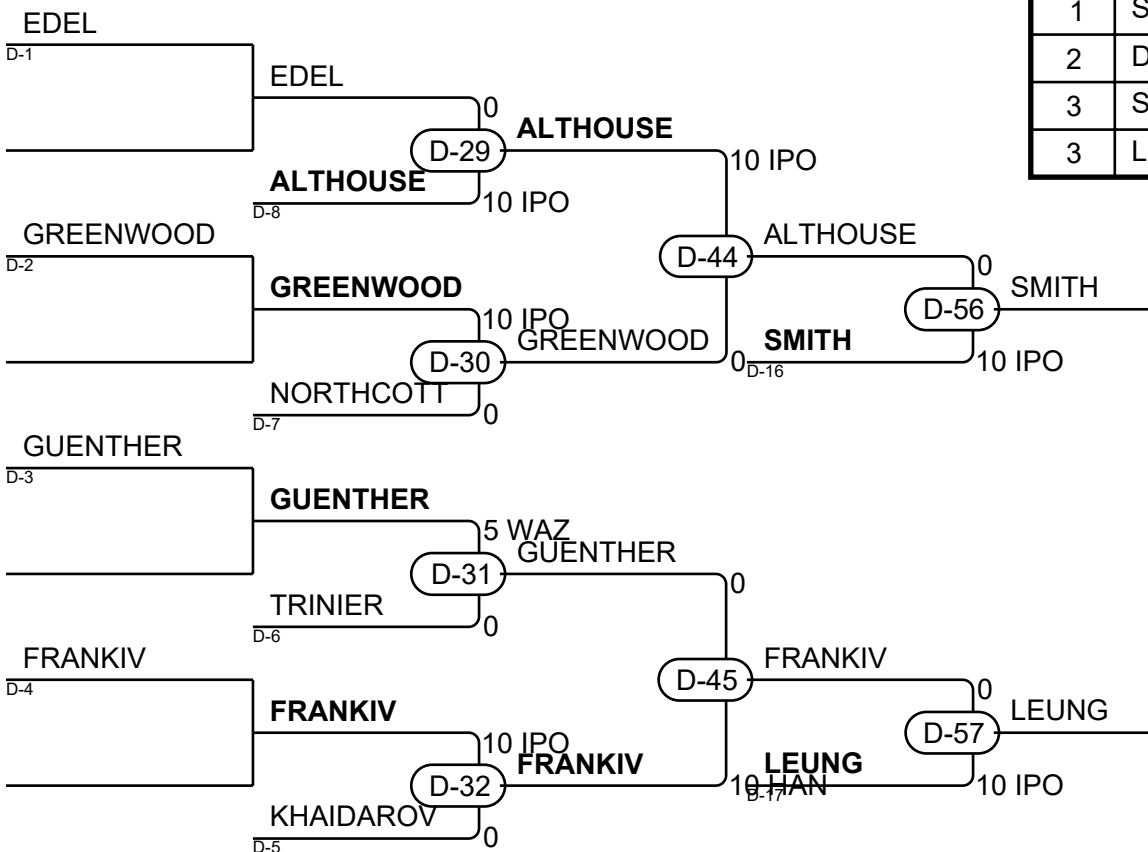 EDEL
D-1
EDEL
0
D-29
ALTHOUSE
10 IPO
ALTHOUSE
D-8
10 IPO
GREENWOOD
D-2
GREENWOOD
10 IPO
D-30
GREENWOOD
0
NORTHCOTT
D-7
0
D-44
ALTHOUSE
0
D-56
SMITH
SMITH
D-16
10 IPO
GUENTHER
D-3
GUENTHER
5 WAZ
D-31
GUENTHER
0
TRINIER
D-6
0
FRANKIV
D-4
FRANKIV
10 IPO
D-32
FRANKIV
10 HAN
KHAIDAROV
D-5
0
D-45
FRANKIV
0
D-57
LEUNG
LEUNG
D-17
10 IPO
1 S
2 D
3 S
3 L